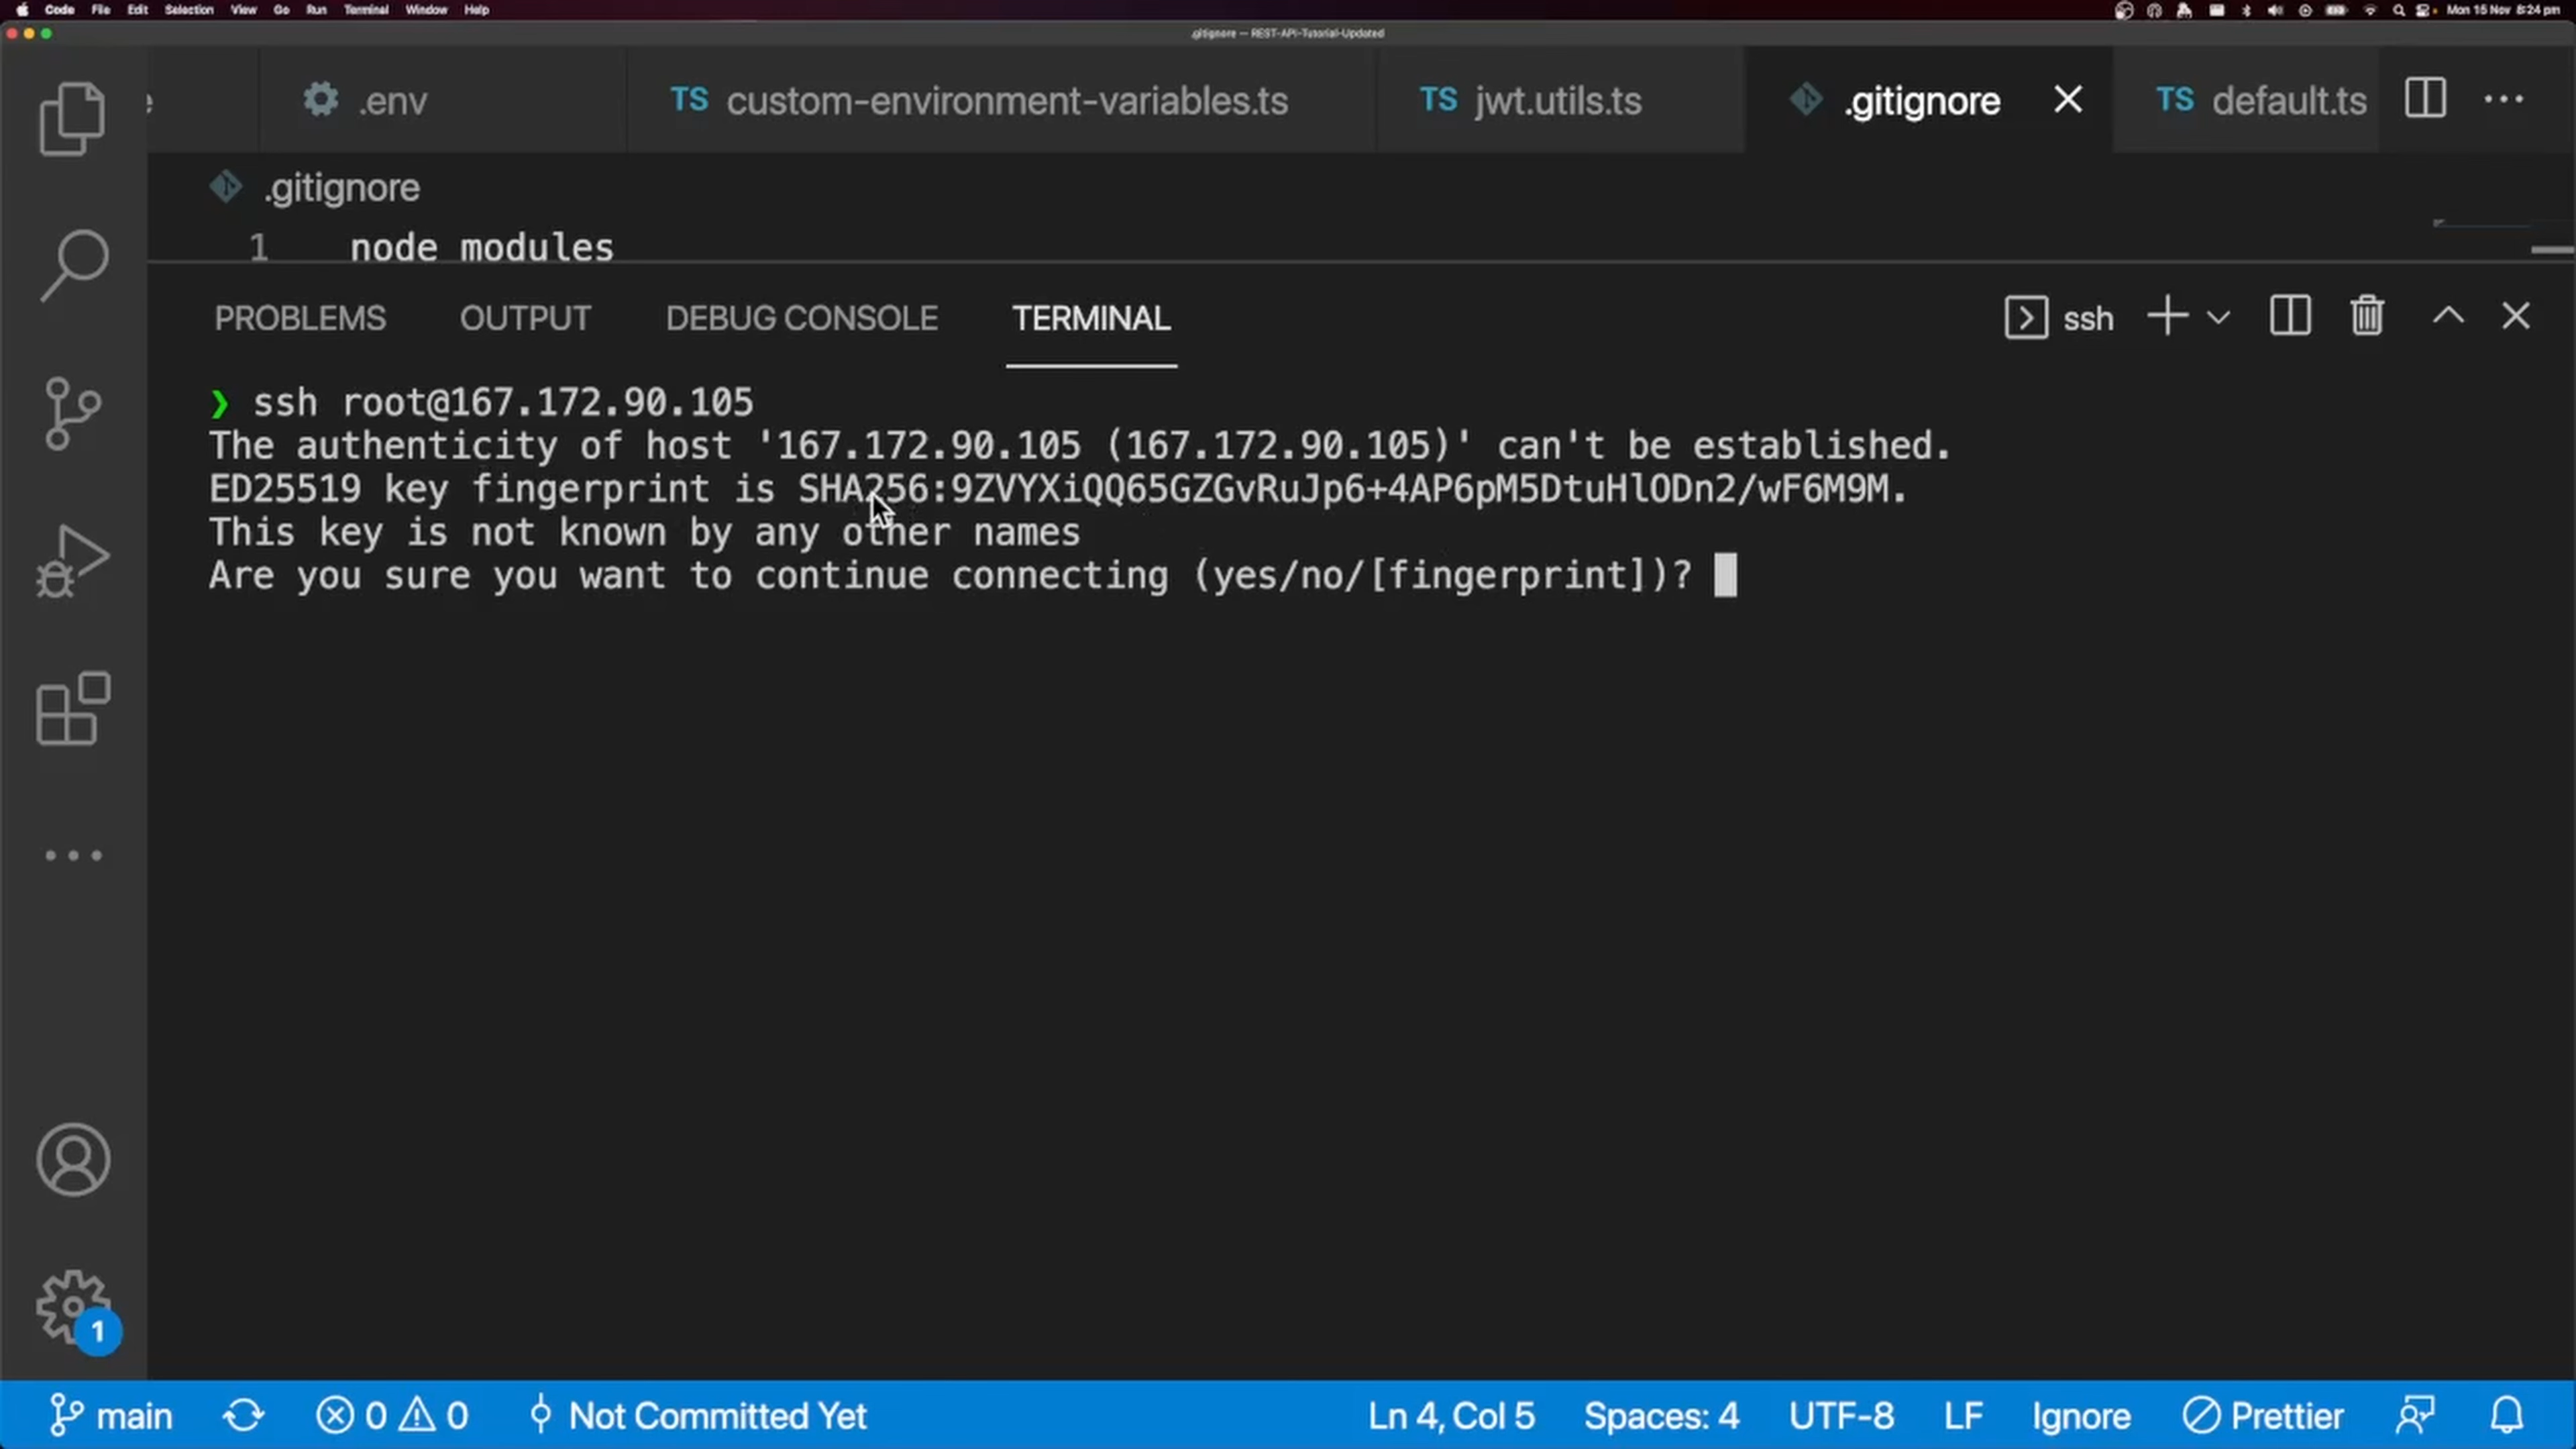 Code File Edit Selection View Go Run Terminal Window Help
Mon 15 Nov 8:24 pm
.gitignore — REST-API-Tutorial-Updated
e
.env
TS custom-environment-variables.ts
TS jwt.utils.ts
.gitignore
TS default.ts
.gitignore
1 node modules
PROBLEMS OUTPUT DEBUG CONSOLE TERMINAL
ssh
❯ ssh root@167.172.90.105
The authenticity of host '167.172.90.105 (167.172.90.105)' can't be established.
ED25519 key fingerprint is SHA256:9ZVYXiQQ65GZGvRuJp6+4AP6pM5DtuHlODn2/wF6M9M.
This key is not known by any other names
Are you sure you want to continue connecting (yes/no/[fingerprint])?
1
main 0 0 Not Committed Yet Ln 4, Col 5 Spaces: 4 UTF-8 LF Ignore Prettier